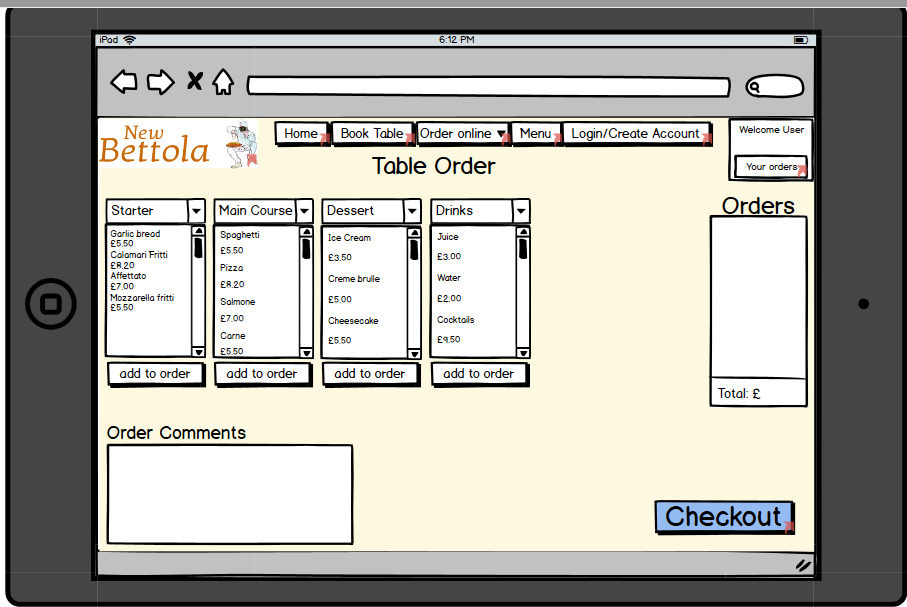 iPad
6:12 PM
New
Bettola
Home
Book Table
Order online
Menu
Login/Create Account
Welcome User
Your orders
Table Order
Starter
Garlic bread
£5.50
Calamari Fritti
£8.20
Affettato
£7.00
Mozzarella fritti
£5.50
add to order
Main Course
Spaghetti
£5.50
Pizza
£8.20
Salmone
£7.00
Carne
£5.50
add to order
Dessert
Ice Cream
£3.50
Creme brulle
£5.00
Cheesecake
£5.50
add to order
Drinks
Juice
£3.00
Water
£2.00
Cocktails
£9.50
add to order
Orders
Total: £
Order Comments
Checkout